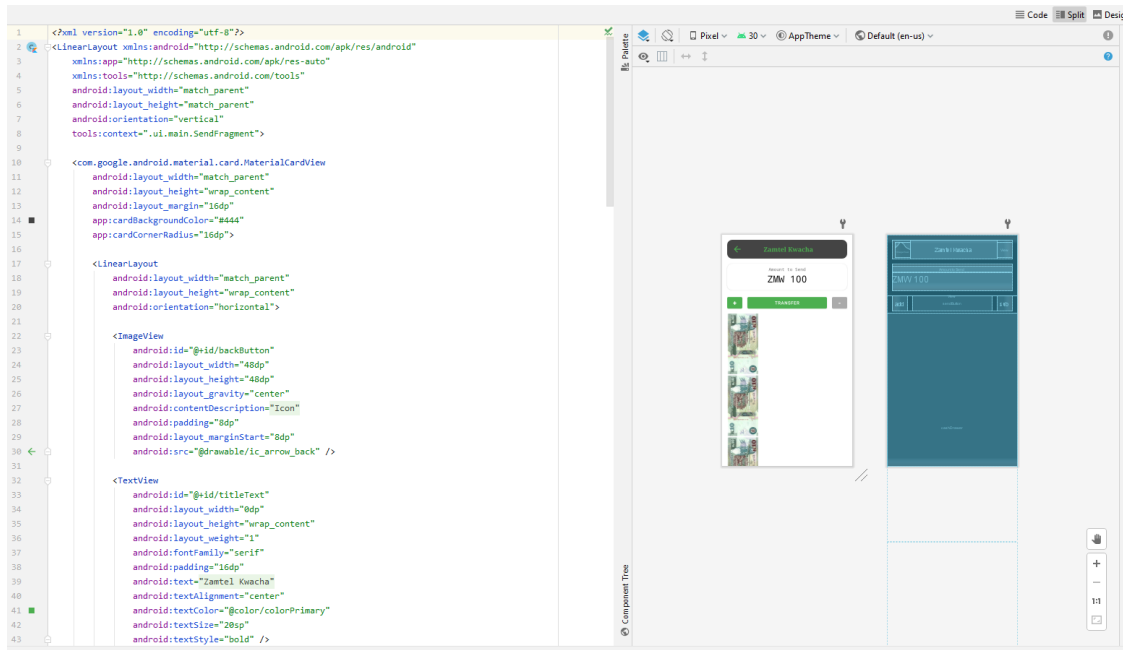 Code Split Desi
1 <?xml version="1.0" encoding="utf-8"?>
2 <LinearLayout xmlns:android="http://schemas.android.com/apk/res/android"
3 xmlns:app="http://schemas.android.com/apk/res-auto"
4 xmlns:tools="http://schemas.android.com/tools"
5 android:layout_width="match_parent"
6 android:layout_height="match_parent"
7 android:orientation="vertical"
8 tools:context=".ui.main.SendFragment">
9
10 <com.google.android.material.card.MaterialCardView
11 android:layout_width="match_parent"
12 android:layout_height="wrap_content"
13 android:layout_margin="16dp"
14 app:cardBackgroundColor="#444"
15 app:cardCornerRadius="16dp">
16
17 <LinearLayout
18 android:layout_width="match_parent"
19 android:layout_height="wrap_content"
20 android:orientation="horizontal">
21
22 <ImageView
23 android:id="@+id/backButton"
24 android:layout_width="48dp"
25 android:layout_height="48dp"
26 android:layout_gravity="center"
27 android:contentDescription="Icon"
28 android:padding="8dp"
29 android:layout_marginStart="8dp"
30 android:src="@drawable/ic_arrow_back" />
31
32 <TextView
33 android:id="@+id/titleText"
34 android:layout_width="0dp"
35 android:layout_height="wrap_content"
36 android:layout_weight="1"
37 android:fontFamily="serif"
38 android:padding="16dp"
39 android:text="Zamtel Kwacha"
40 android:textAlignment="center"
41 android:textColor="@color/colorPrimary"
42 android:textSize="20sp"
43 android:textStyle="bold" />
Palette
Component Tree
Pixel 30 AppTheme Default (en-us)
Zamtel Kwacha
Amount to Send
ZMW 100
TRANSFER
Zamtel Kwacha
ZMW 100
1:1